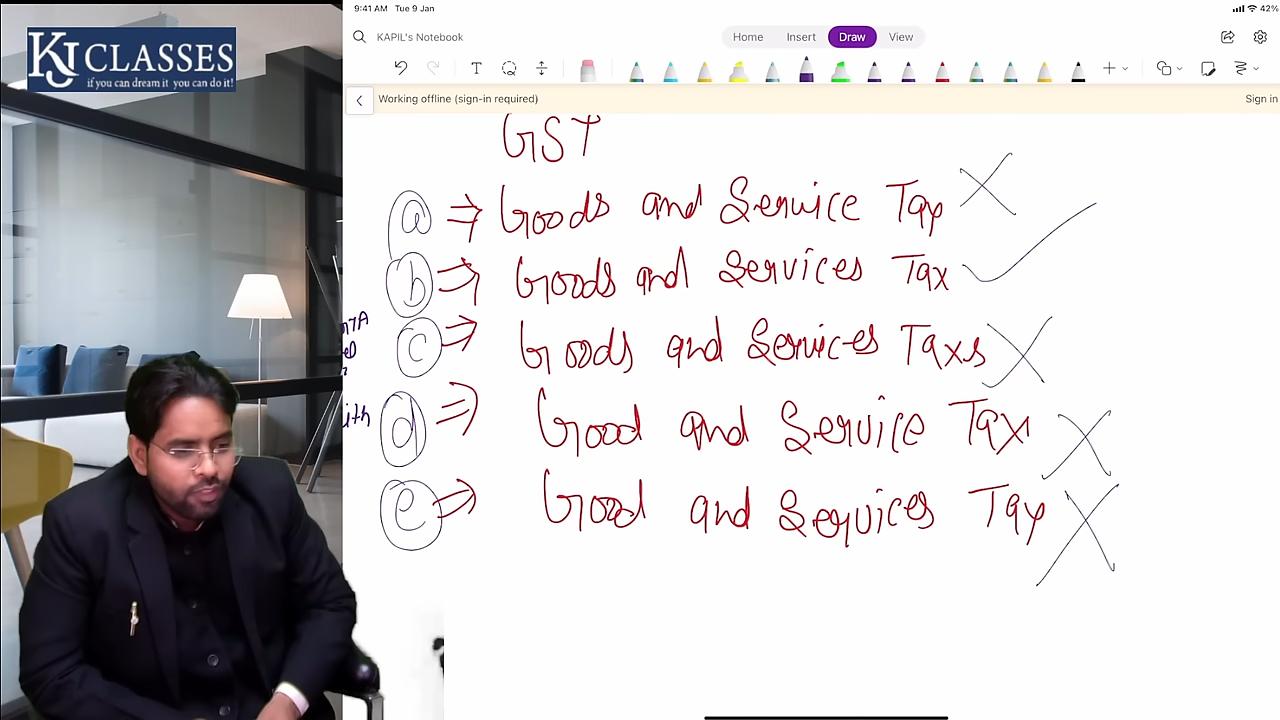 KJ CLASSES
if you can dream it you can do it!
9:41 AM Tue 9 Jan
42%
KAPIL's Notebook
Home Insert Draw View
T
Working offline (sign-in required)
Sign in
GST
a ⇒ Goods and Service Tax
b ⇒ Goods and Services Tax
c ⇒ Goods and Services Taxs
d ⇒ Good and Service Tax
e ⇒ Good and Services Tax